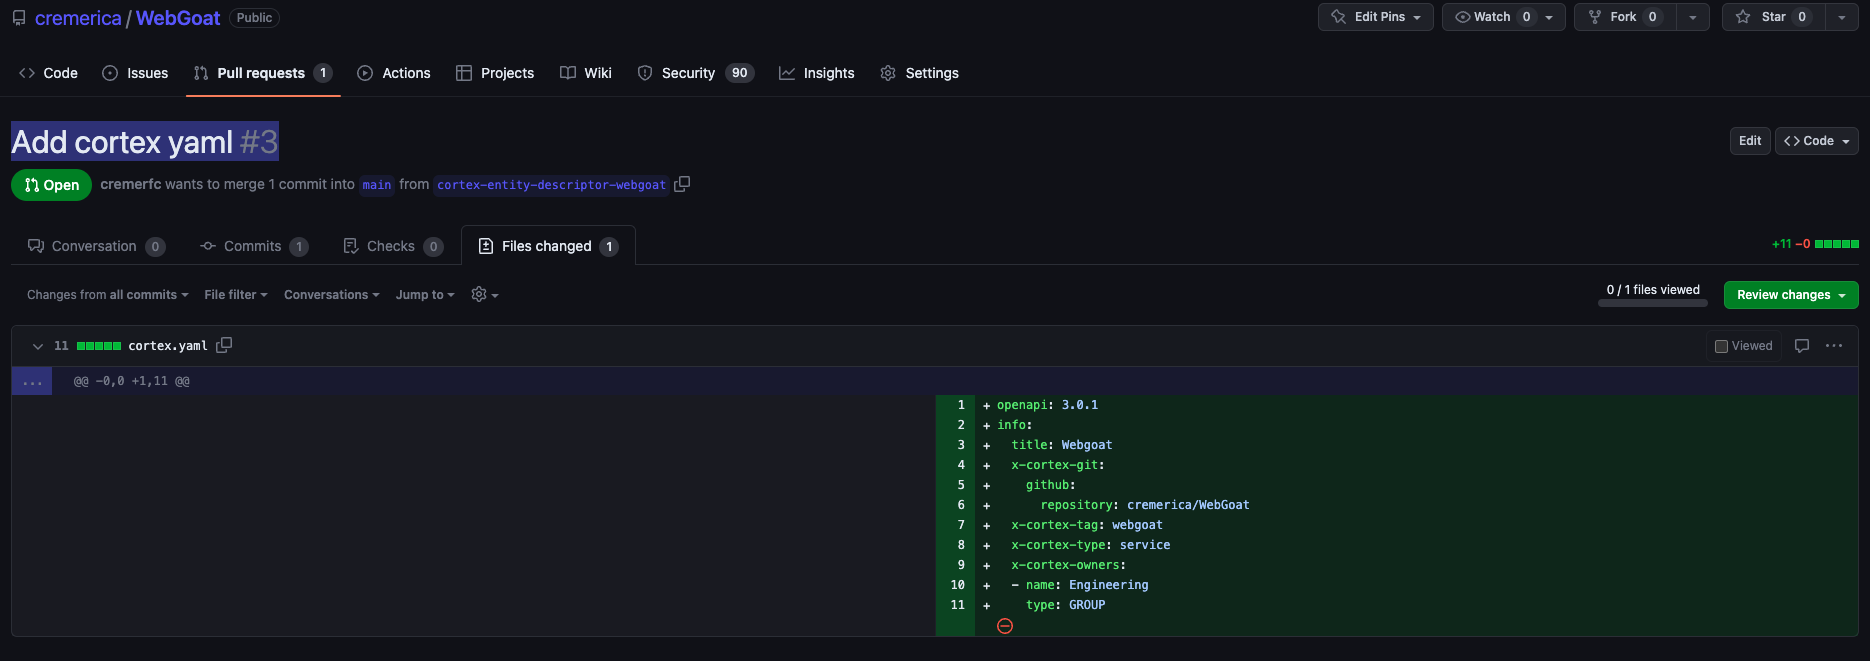 cremerica / WebGoat Public
Edit Pins Watch 0 Fork 0 Star 0
Code Issues Pull requests 1 Actions Projects Wiki Security 90 Insights Settings
Add cortex yaml #3
Edit <> Code
Open cremerfc wants to merge 1 commit into main from cortex-entity-descriptor-webgoat
Conversation 0 Commits 1 Checks 0 Files changed 1
+11 −0
Changes from all commits File filter Conversations Jump to
0 / 1 files viewed
Review changes
11 cortex.yaml
Viewed ...
... @@ -0,0 +1,11 @@
1 + openapi: 3.0.1
2 + info:
3 + title: Webgoat
4 + x-cortex-git:
5 + github:
6 + repository: cremerica/WebGoat
7 + x-cortex-tag: webgoat
8 + x-cortex-type: service
9 + x-cortex-owners:
10 + - name: Engineering
11 + type: GROUP